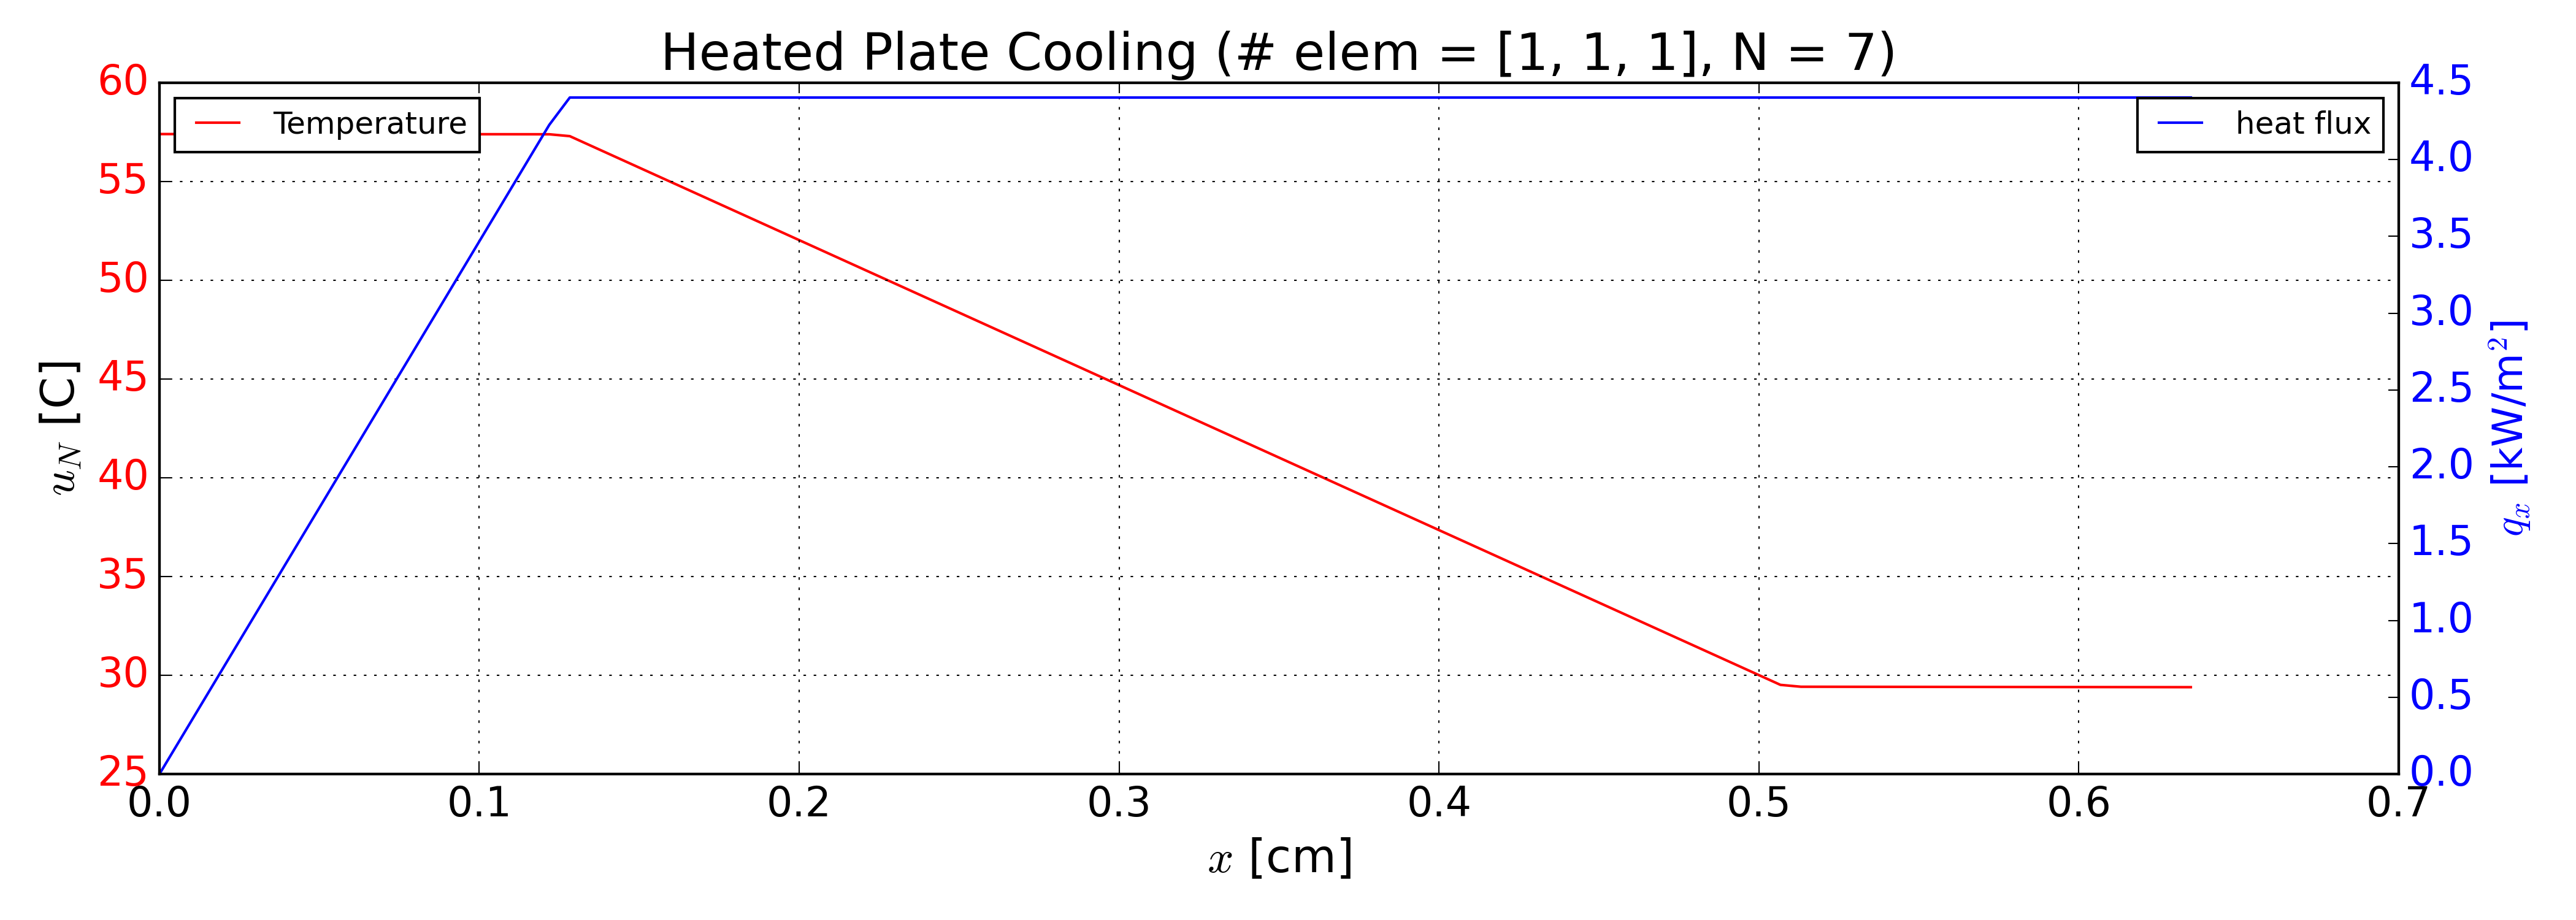 Heated Plate Cooling (# elem = [1, 1, 1], N = 7)
60
55
50
45
40
35
30
25
u_N [C]
Temperature
heat flux
4.5
4.0
3.5
3.0
2.5
2.0
1.5
1.0
0.5
0.0
q_x [kW/m²]
0.0 0.1 0.2 0.3 0.4 0.5 0.6 0.7
x [cm]